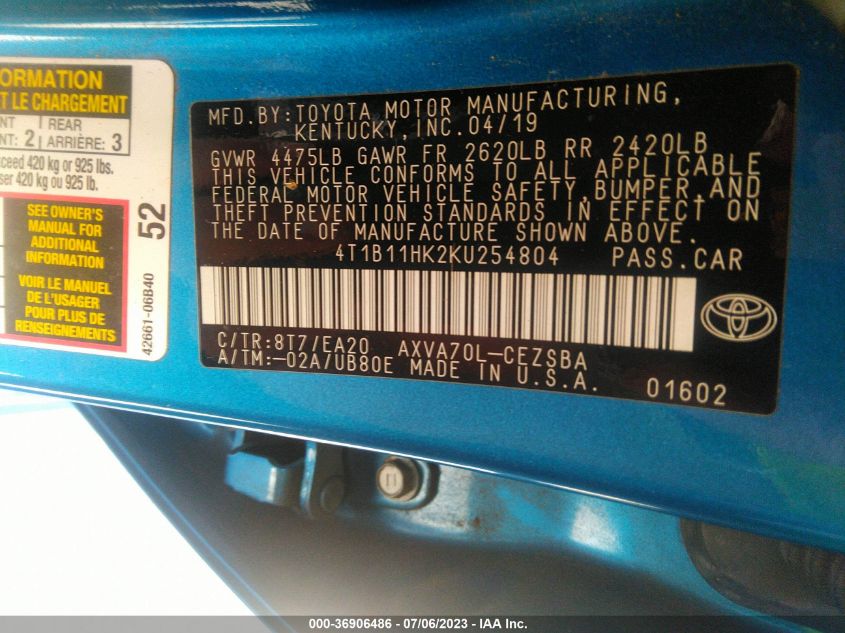 ORMATION
T LE CHARGEMENT
NT REAR
NT: 2 ARRIÈRE: 3
xceed 420 kg or 925 lbs.
ser 420 kg ou 925 lb.
SEE OWNER'S
MANUAL FOR
ADDITIONAL
INFORMATION
VOIR LE MANUEL
DE L'USAGER
POUR PLUS DE
RENSEIGNEMENTS
52
42661-06B40
MFD.BY:TOYOTA MOTOR MANUFACTURING,
KENTUCKY,INC.04/19
GVWR 4475LB GAWR FR 2620LB RR 2420LB
THIS VEHICLE CONFORMS TO ALL APPLICABLE
FEDERAL MOTOR VEHICLE SAFETY,BUMPER,AND
THEFT PREVENTION STANDARDS IN EFFECT ON
THE DATE OF MANUFACTURE SHOWN ABOVE.
4T1B11HK2KU254804 PASS.CAR
C/TR:8T7/EA20 AXVA70L-CEZSBA
A/TM:-02A/UB80E MADE IN U.S.A. 01602
000-36906486 - 07/06/2023 - IAA Inc.